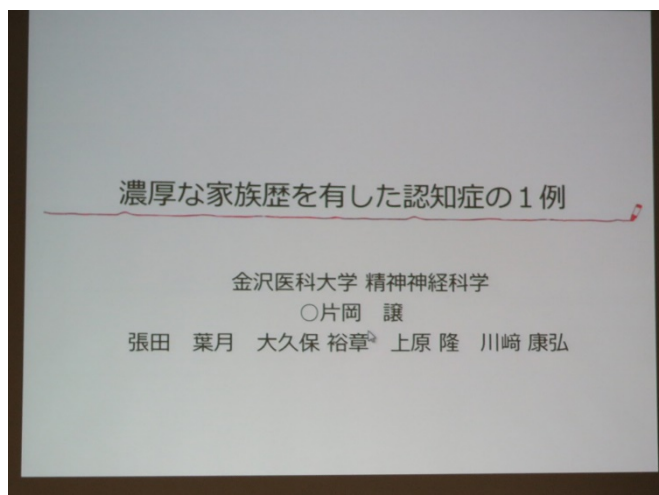 濃厚な家族歴を有した認知症の１例
金沢医科大学 精神神経科学
○片岡　譲
張田　葉月　大久保 裕章　上原 隆　川﨑 康弘